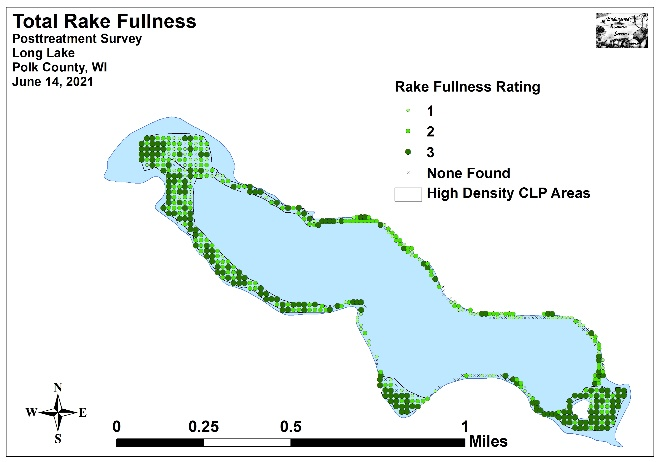 Total Rake Fullness
Posttreatment Survey
Long Lake
Polk County, WI
June 14, 2021
Rake Fullness Rating
1
2
3
None Found
High Density CLP Areas
N
W E
S
0 0.25 0.5 1
Miles